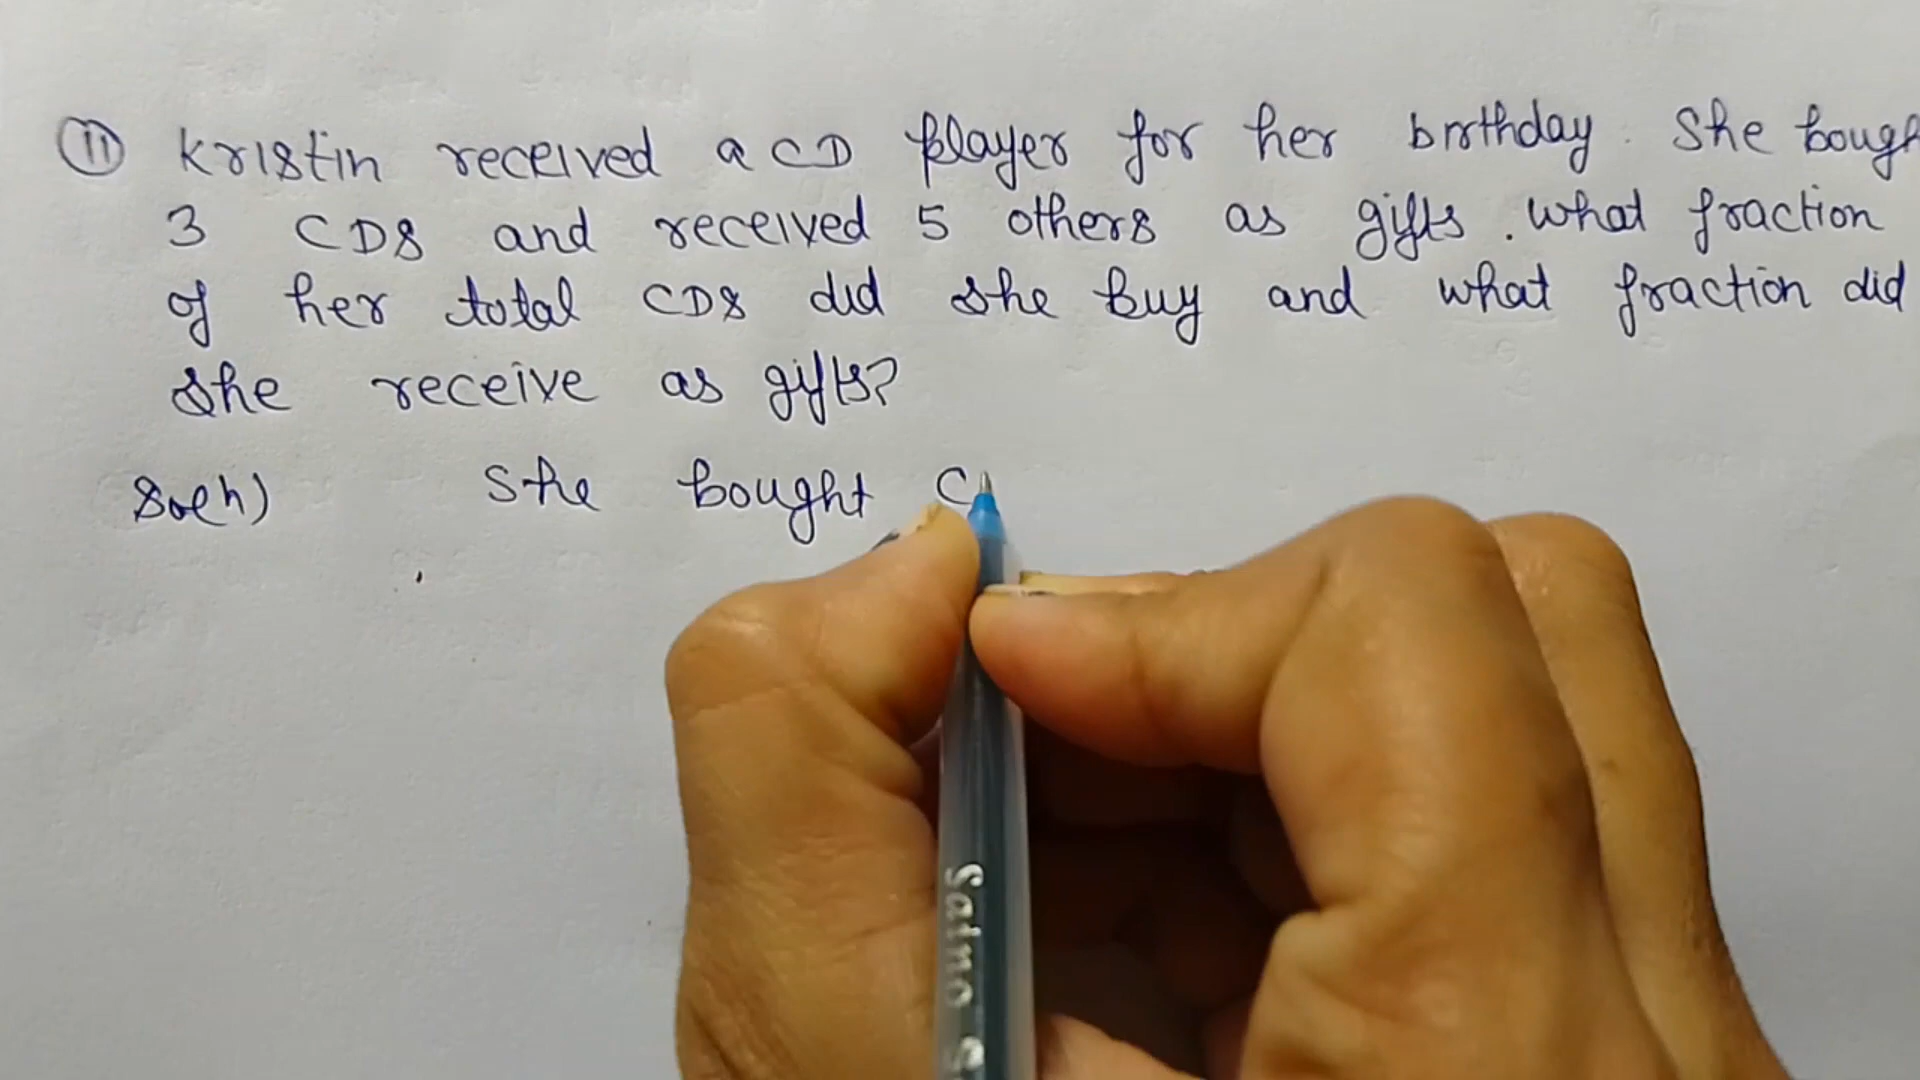 11 Kristin received a CD player for her birthday. She bough
3 CDs and received 5 others as gifts. What fraction
of her total CDs did she buy and what fraction did
she receive as gifts?
Soln) She bought C
Saino